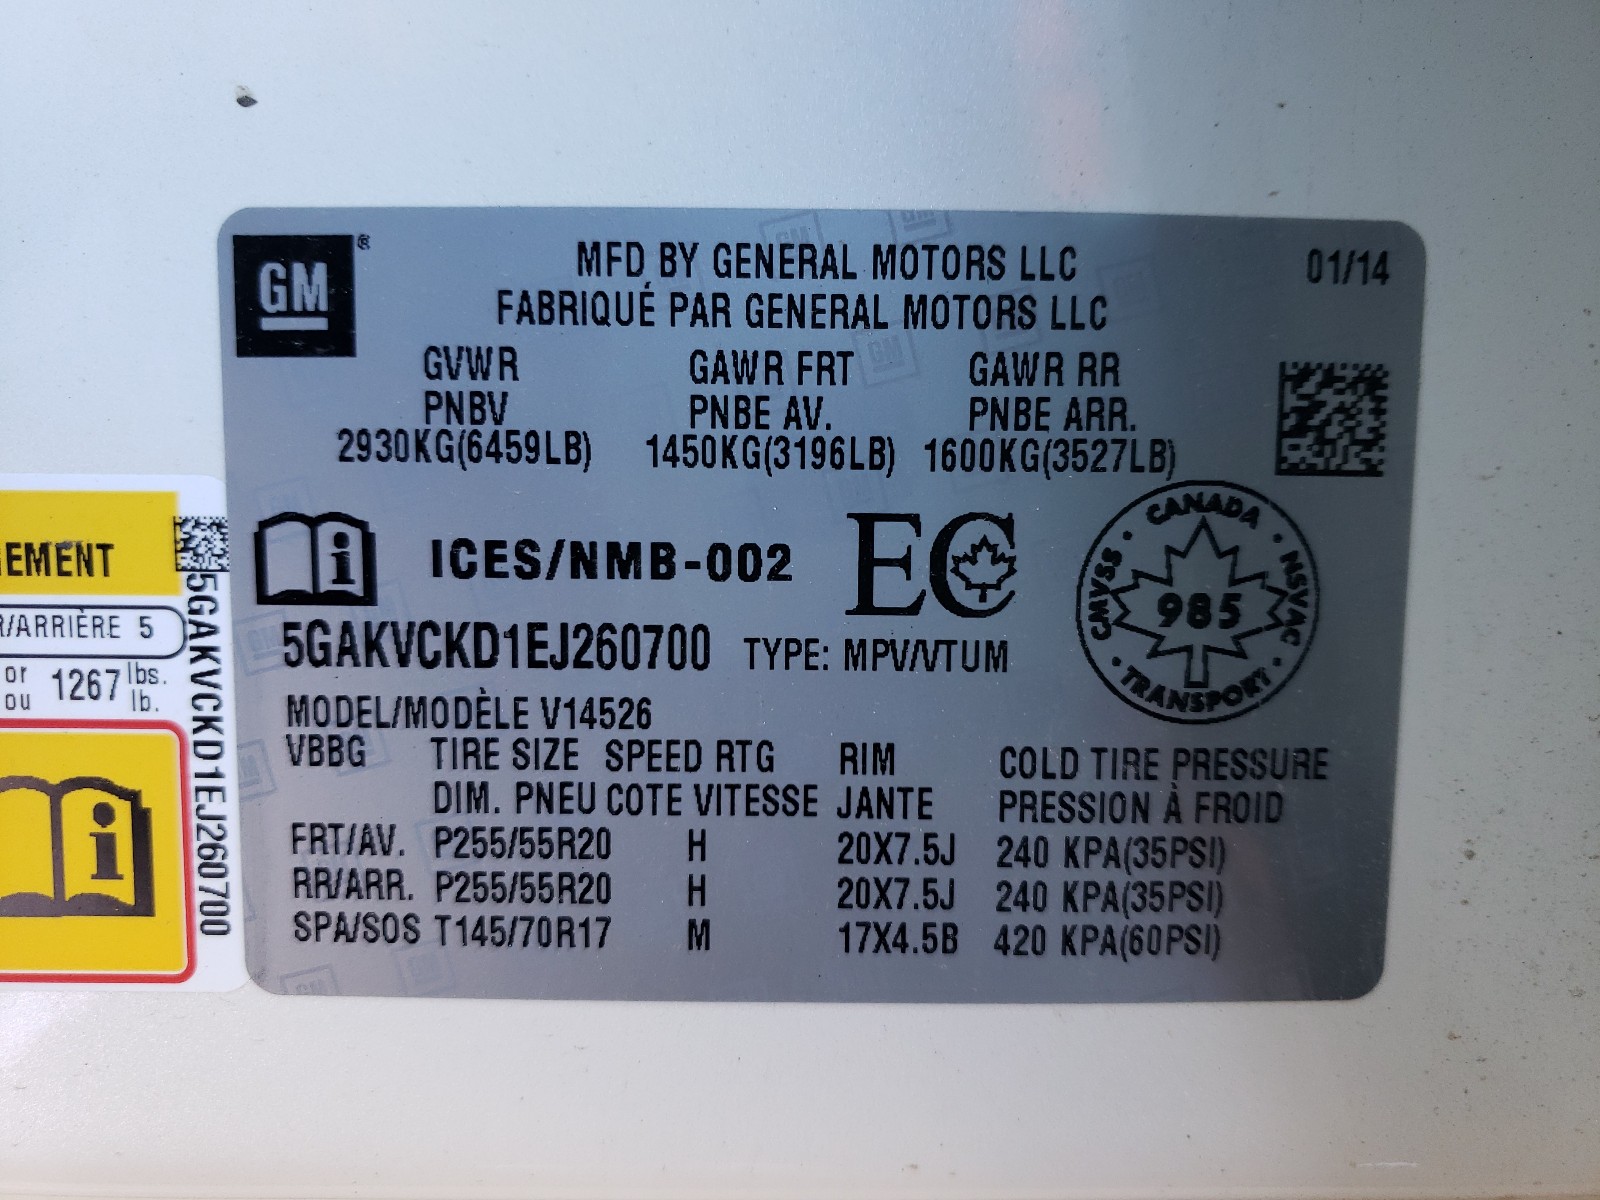 GM®
MFD BY GENERAL MOTORS LLC
01/14
FABRIQUÉ PAR GENERAL MOTORS LLC
GVWR GAWR FRT GAWR RR
PNBV PNBE AV. PNBE ARR.
2930KG(6459LB) 1450KG(3196LB) 1600KG(3527LB)
ICES/NMB-002 EC
CANADA · NSVAC · TRANSPORT · CMVSS ·
985
5GAKVCKD1EJ260700 TYPE: MPV/VTUM
MODEL/MODÈLE V14526
VBBG TIRE SIZE SPEED RTG RIM COLD TIRE PRESSURE
DIM. PNEU COTE VITESSE JANTE PRESSION À FROID
FRT/AV. P255/55R20 H 20X7.5J 240 KPA(35PSI)
RR/ARR. P255/55R20 H 20X7.5J 240 KPA(35PSI)
SPA/SOS T145/70R17 M 17X4.5B 420 KPA(60PSI)
EMENT
R/ARRIÈRE 5
or 1267 lbs.
ou lb.
5GAKVCKD1EJ260700